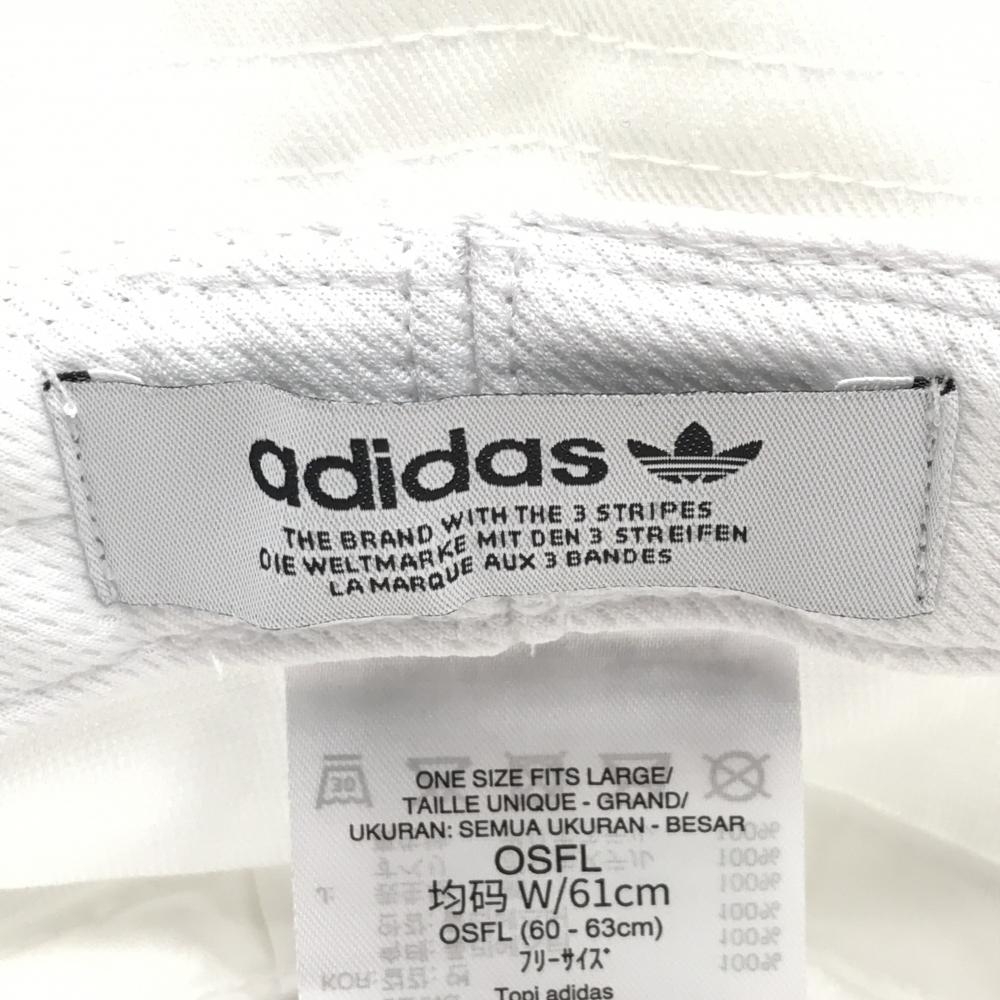 adidas
THE BRAND WITH THE 3 STRIPES
DIE WELTMARKE MIT DEN 3 STREIFEN
LA MARQUE AUX 3 BANDES
30
ONE SIZE FITS LARGE/
TAILLE UNIQUE - GRAND/
UKURAN: SEMUA UKURAN - BESAR
OSFL
均码 W/61cm
OSFL (60 - 63cm)
フリーサイズ
Topi adidas